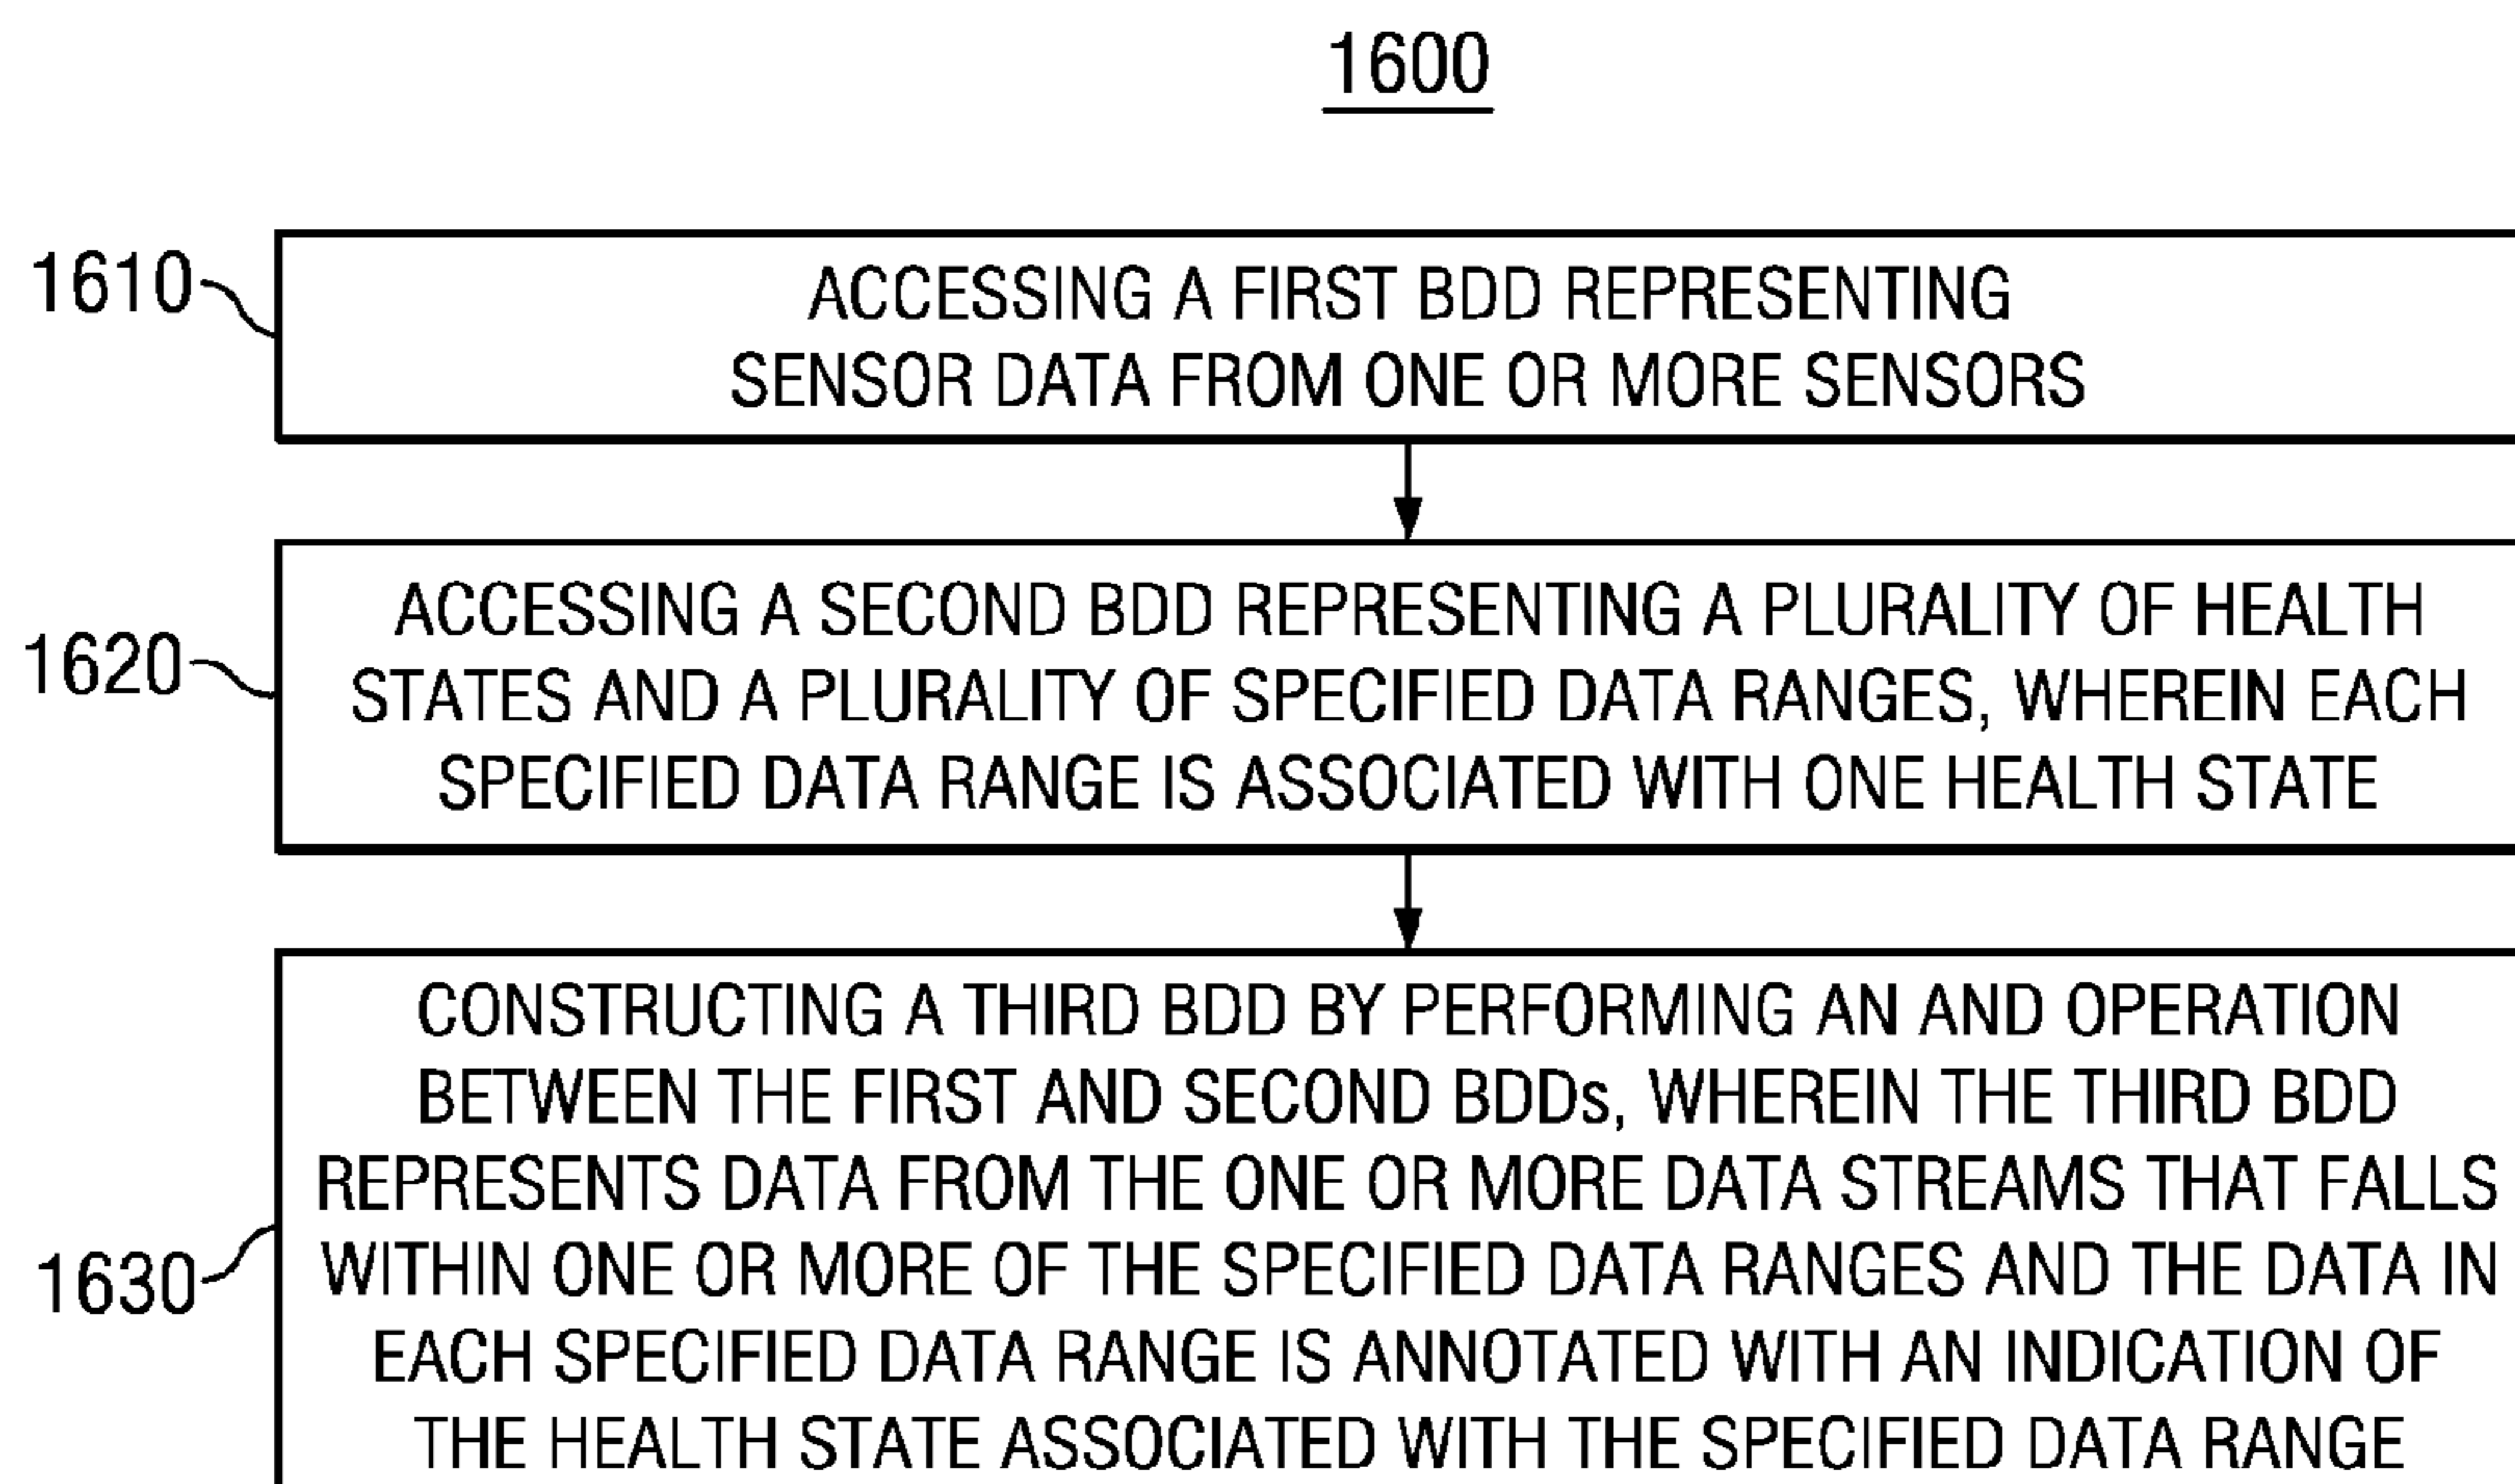 1600
1610
ACCESSING A FIRST BDD REPRESENTING
SENSOR DATA FROM ONE OR MORE SENSORS
1620
ACCESSING A SECOND BDD REPRESENTING A PLURALITY OF HEALTH
STATES AND A PLURALITY OF SPECIFIED DATA RANGES, WHEREIN EACH
SPECIFIED DATA RANGE IS ASSOCIATED WITH ONE HEALTH STATE
1630
CONSTRUCTING A THIRD BDD BY PERFORMING AN AND OPERATION
BETWEEN THE FIRST AND SECOND BDDs, WHEREIN THE THIRD BDD
REPRESENTS DATA FROM THE ONE OR MORE DATA STREAMS THAT FALLS
WITHIN ONE OR MORE OF THE SPECIFIED DATA RANGES AND THE DATA IN
EACH SPECIFIED DATA RANGE IS ANNOTATED WITH AN INDICATION OF
THE HEALTH STATE ASSOCIATED WITH THE SPECIFIED DATA RANGE